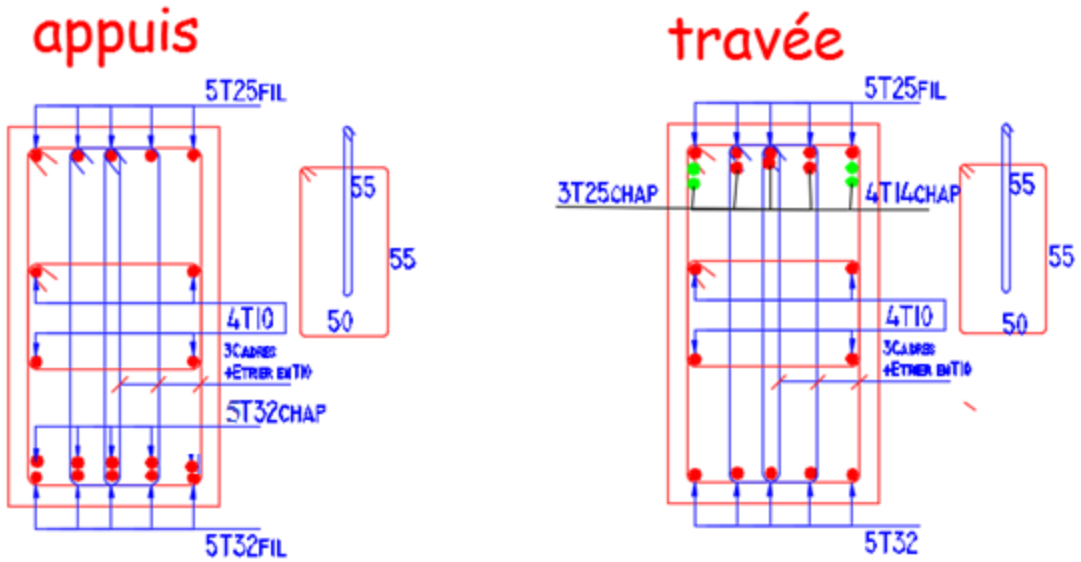 appuis
5T25FIL
55
55
50
4T10
3CADRES
+ETRIER EN T10
5T32CHAP
5T32FIL
travée
5T25FIL
3T25CHAP
4T14CHAP
55
55
50
4T10
3CADRES
+ETRIER EN T10
5T32